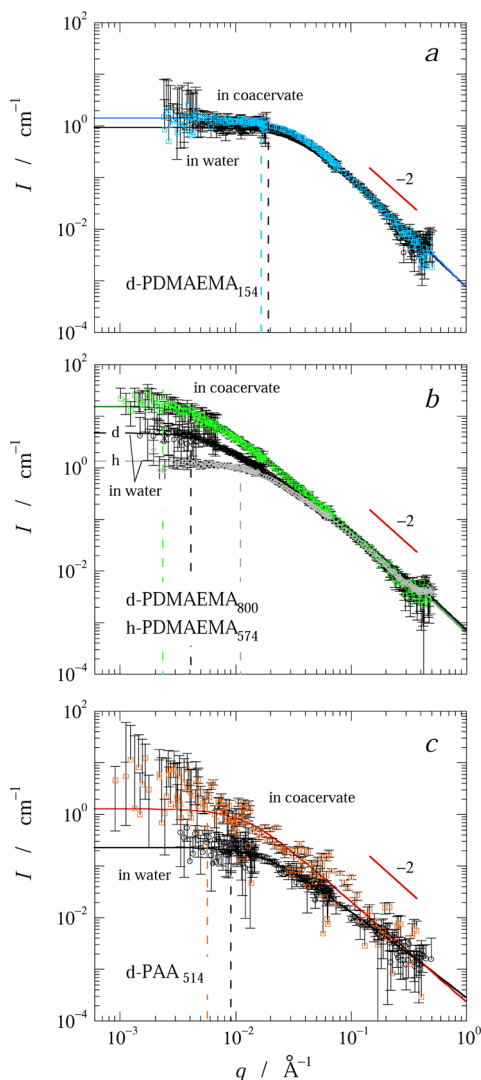 10²
a
in coacervate
10⁰
I / cm⁻¹
in water
−2
10⁻²
d-PDMAEMA₁₅₄
10⁻⁴
10²
b
in coacervate
d
10⁰
h
I / cm⁻¹
in water
−2
10⁻²
d-PDMAEMA₈₀₀
h-PDMAEMA₅₇₄
10⁻⁴
10²
c
in coacervate
10⁰
I / cm⁻¹
−2
in water
10⁻²
d-PAA₅₁₄
10⁻⁴
10⁻³ 10⁻² 10⁻¹ 10⁰
q / Å⁻¹